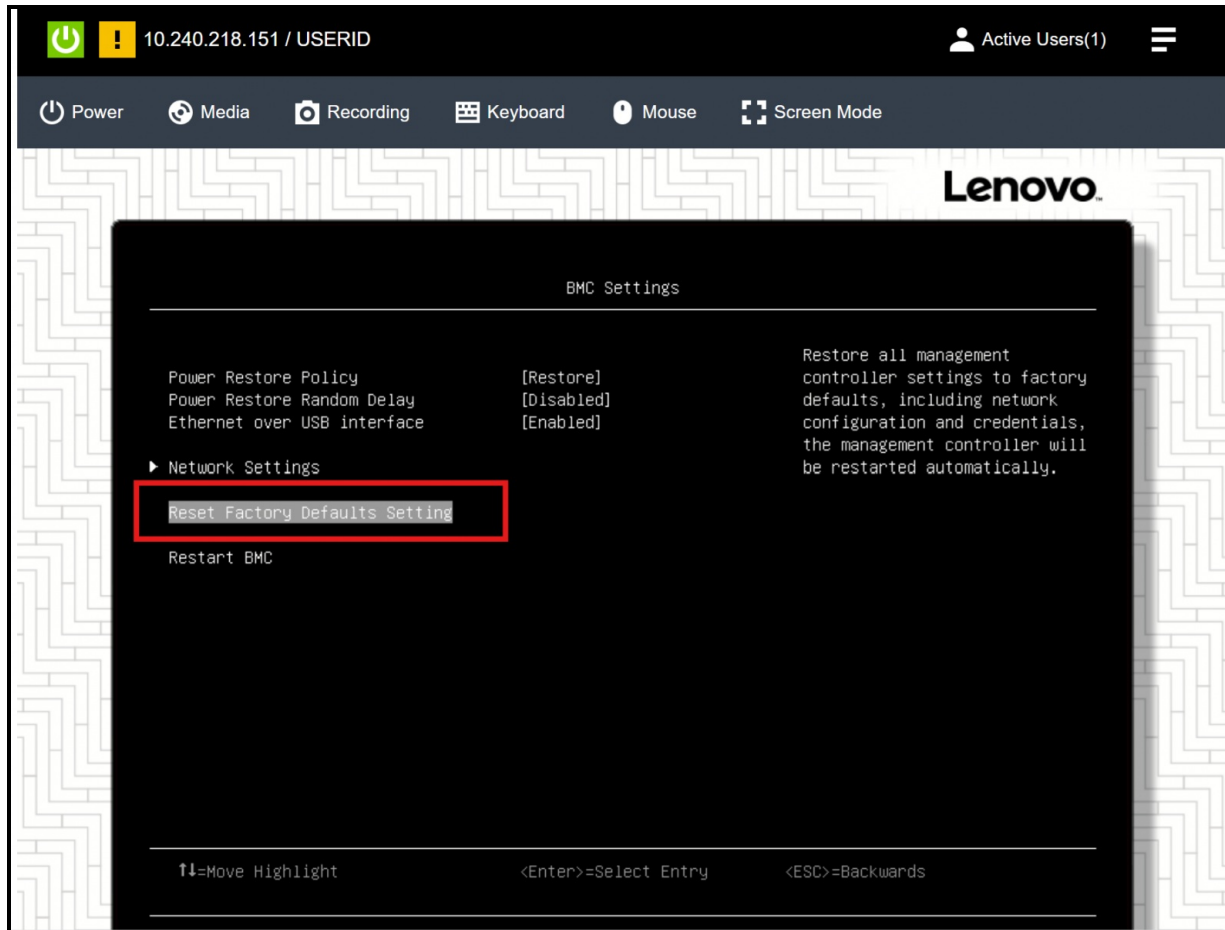 10.240.218.151 / USERID
Active Users(1)
Power
Media
Recording
Keyboard
Mouse
Screen Mode
Lenovo™
BMC Settings
Power Restore Policy [Restore]
Power Restore Random Delay [Disabled]
Ethernet over USB interface [Enabled]
Network Settings
Reset Factory Defaults Setting
Restart BMC
Restore all management
controller settings to factory
defaults, including network
configuration and credentials,
the management controller will
be restarted automatically.
↑↓=Move Highlight <Enter>=Select Entry <ESC>=Backwards